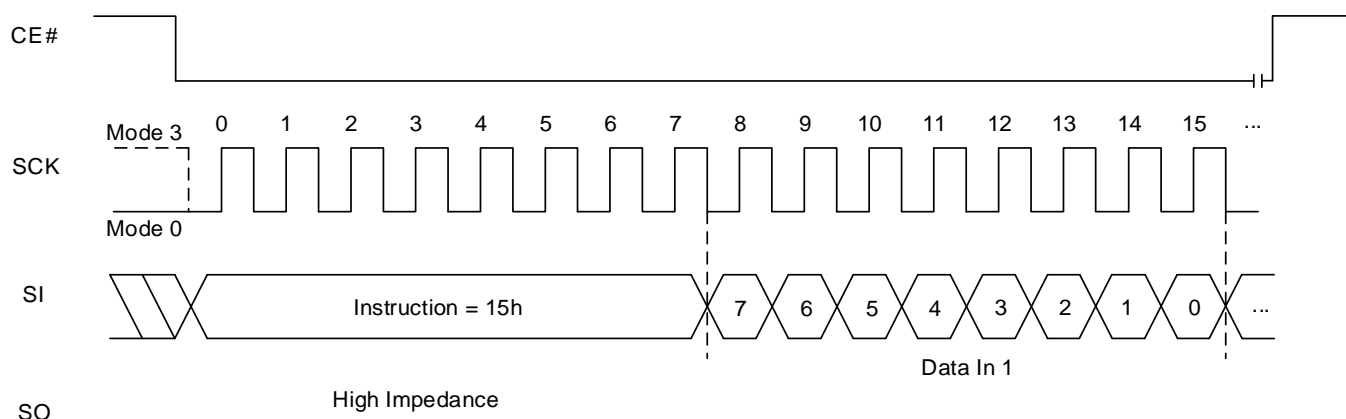 CE#
Mode 3 0 1 2 3 4 5 6 7 8 9 10 11 12 13 14 15 ...
SCK
Mode 0
SI Instruction = 15h 7 6 5 4 3 2 1 0 ...
Data In 1
High Impedance
SO